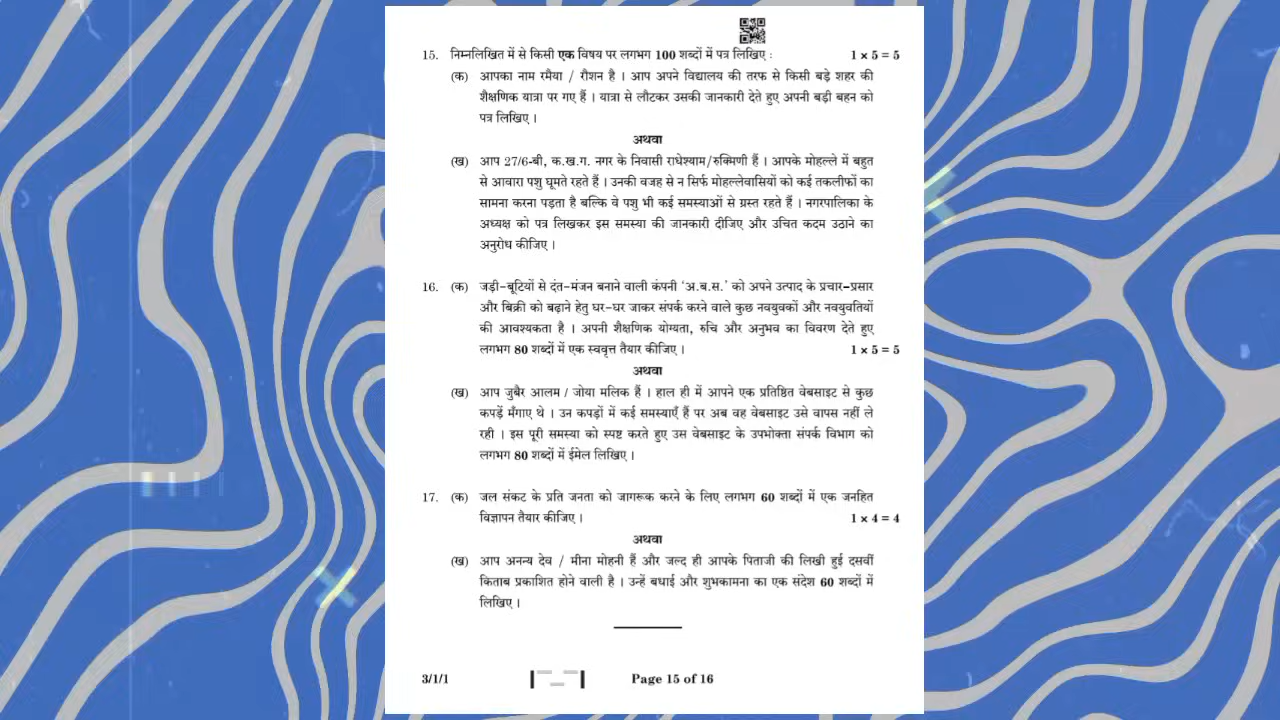 15. निम्नलिखित में से किसी एक विषय पर लगभग 100 शब्दों में पत्र लिखिए : 1 × 5 = 5
(क) आपका नाम रमैया / रौशन है । आप अपने विद्यालय की तरफ से किसी बड़े शहर की
शैक्षणिक यात्रा पर गए हैं । यात्रा से लौटकर उसकी जानकारी देते हुए अपनी बड़ी बहन को
पत्र लिखिए ।
अथवा
(ख) आप 27/6-बी, क.ख.ग. नगर के निवासी राधेश्याम/रुक्मिणी हैं । आपके मोहल्ले में बहुत
से आवारा पशु घूमते रहते हैं । उनकी वजह से न सिर्फ मोहल्लेवासियों को कई तकलीफों का
सामना करना पड़ता है बल्कि वे पशु भी कई समस्याओं से ग्रस्त रहते हैं । नगरपालिका के
अध्यक्ष को पत्र लिखकर इस समस्या की जानकारी दीजिए और उचित कदम उठाने का
अनुरोध कीजिए ।
16. (क) जड़ी-बूटियों से दंत-मंजन बनाने वाली कंपनी 'अ.ब.स.' को अपने उत्पाद के प्रचार-प्रसार
और बिक्री को बढ़ाने हेतु घर-घर जाकर संपर्क करने वाले कुछ नवयुवकों और नवयुवतियों
की आवश्यकता है । अपनी शैक्षणिक योग्यता, रुचि और अनुभव का विवरण देते हुए
लगभग 80 शब्दों में एक स्ववृत्त तैयार कीजिए । 1 × 5 = 5
अथवा
(ख) आप जुबैर आलम / जोया मलिक हैं । हाल ही में आपने एक प्रतिष्ठित वेबसाइट से कुछ
कपड़ें मँगाए थे । उन कपड़ों में कई समस्याएँ हैं पर अब वह वेबसाइट उसे वापस नहीं ले
रही । इस पूरी समस्या को स्पष्ट करते हुए उस वेबसाइट के उपभोक्ता संपर्क विभाग को
लगभग 80 शब्दों में ईमेल लिखिए ।
17. (क) जल संकट के प्रति जनता को जागरूक करने के लिए लगभग 60 शब्दों में एक जनहित
विज्ञापन तैयार कीजिए । 1 × 4 = 4
अथवा
(ख) आप अनन्य देव / मीना मोहनी हैं और जल्द ही आपके पिताजी की लिखी हुई दसवीं
किताब प्रकाशित होने वाली है । उन्हें बधाई और शुभकामना का एक संदेश 60 शब्दों में
लिखिए ।
3/1/1 Page 15 of 16